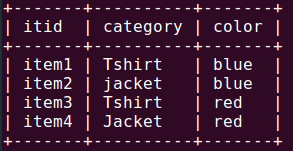 +-------+----------+-------+
| itid  | category | color |
+-------+----------+-------+
| item1 | Tshirt   | blue  |
| item2 | jacket   | blue  |
| item3 | Tshirt   | red   |
| item4 | Jacket   | red   |
+-------+----------+-------+